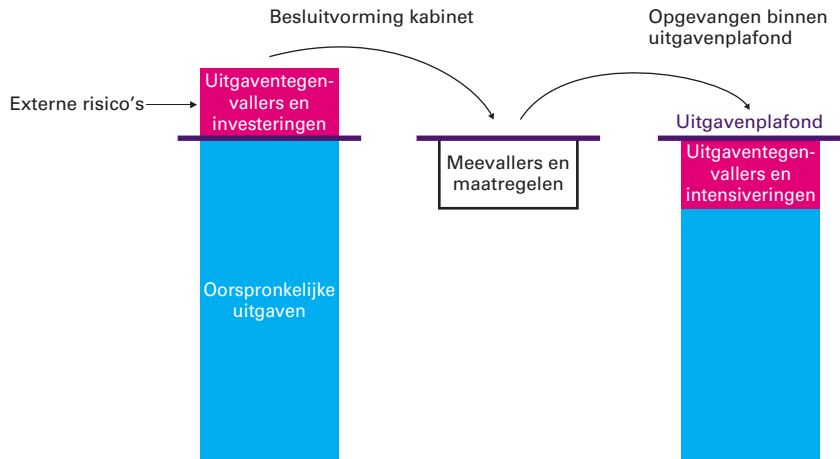 Besluitvorming kabinet
Opgevangen binnen
uitgavenplafond
Externe risico's
Uitgaventegen-
vallers en
investeringen
Meevallers en
maatregelen
Uitgavenplafond
Uitgaventegen-
vallers en
intensiveringen
Oorspronkelijke
uitgaven